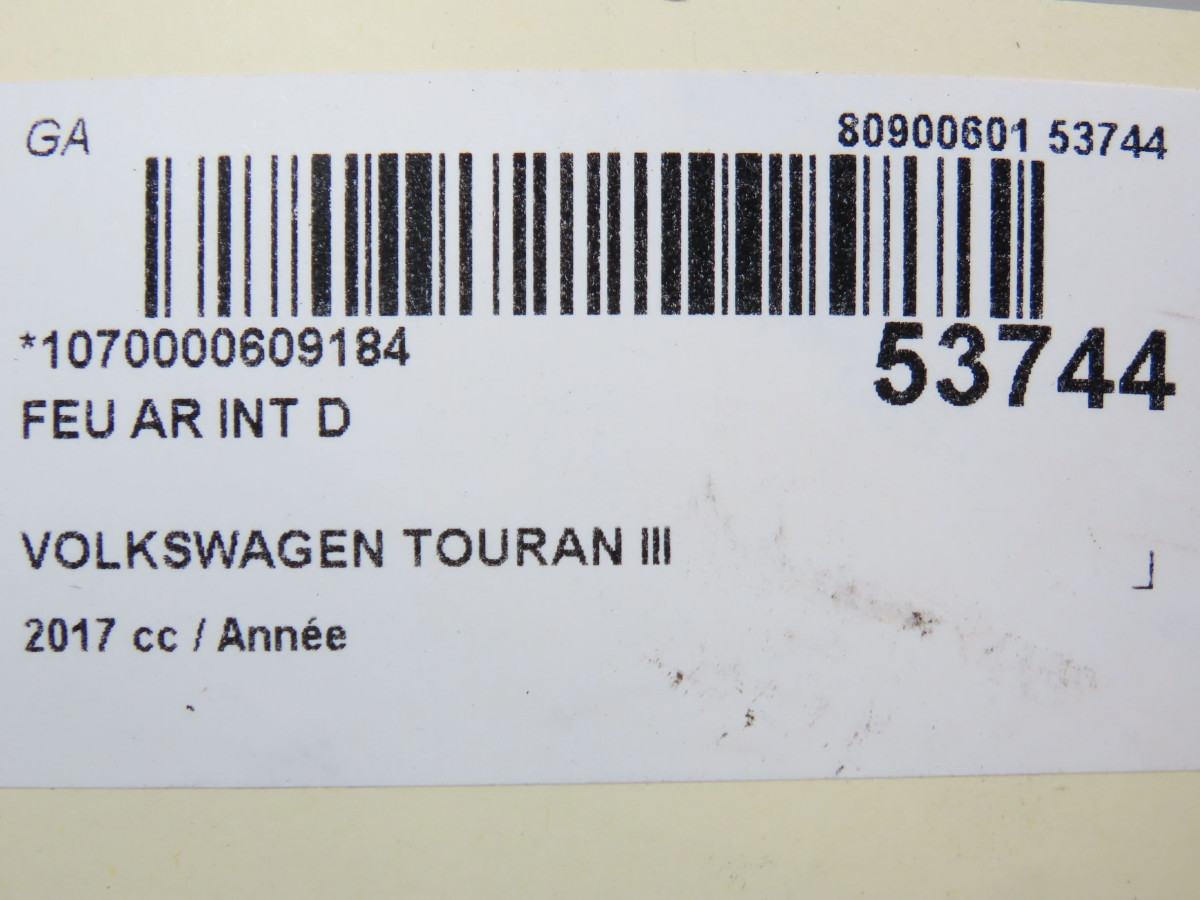 GA 80900601 53744
*1070000609184 53744
FEU AR INT D
VOLKSWAGEN TOURAN III
2017 cc / Année